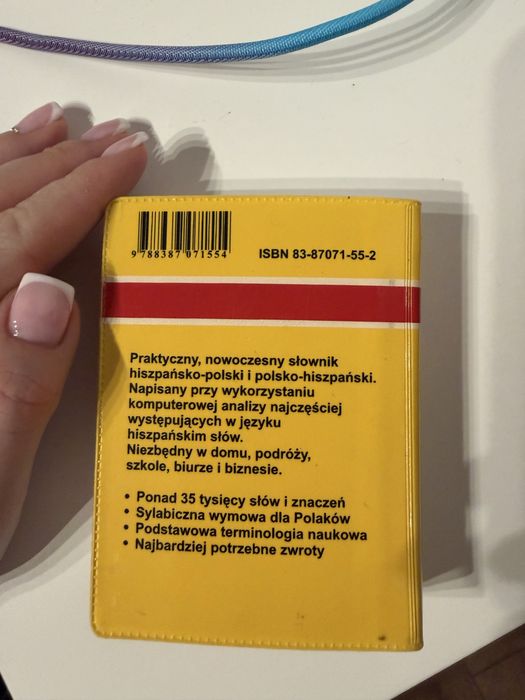 9 788387 071554
ISBN 83-87071-55-2
Praktyczny, nowoczesny słownik
hiszpańsko-polski i polsko-hiszpański.
Napisany przy wykorzystaniu
komputerowej analizy najczęściej
występujących w języku
hiszpańskim słów.
Niezbędny w domu, podróży,
szkole, biurze i biznesie.
• Ponad 35 tysięcy słów i znaczeń
• Sylabiczna wymowa dla Polaków
• Podstawowa terminologia naukowa
• Najbardziej potrzebne zwroty